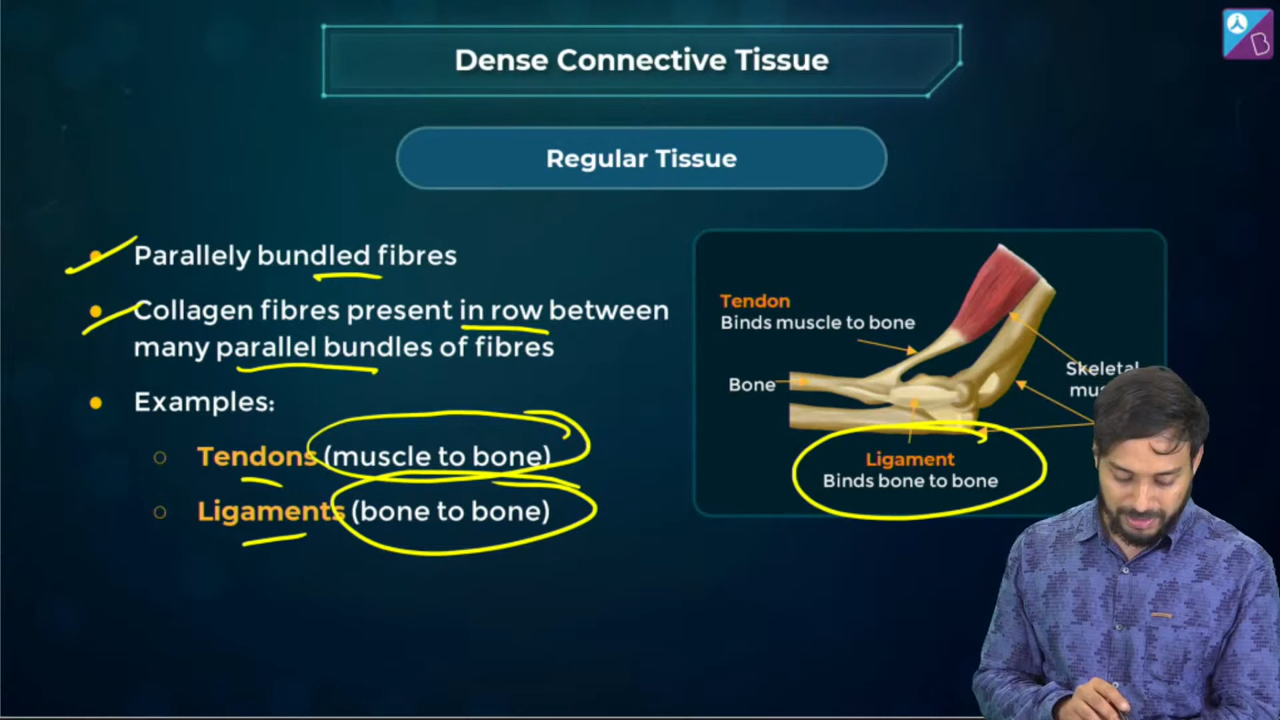 Dense Connective Tissue
Regular Tissue
Parallely bundled fibres
Collagen fibres present in row between
many parallel bundles of fibres
Examples:
Tendons (muscle to bone)
Ligaments (bone to bone)
Tendon
Binds muscle to bone
Bone
Skeletal
Ligament
Binds bone to bone
B